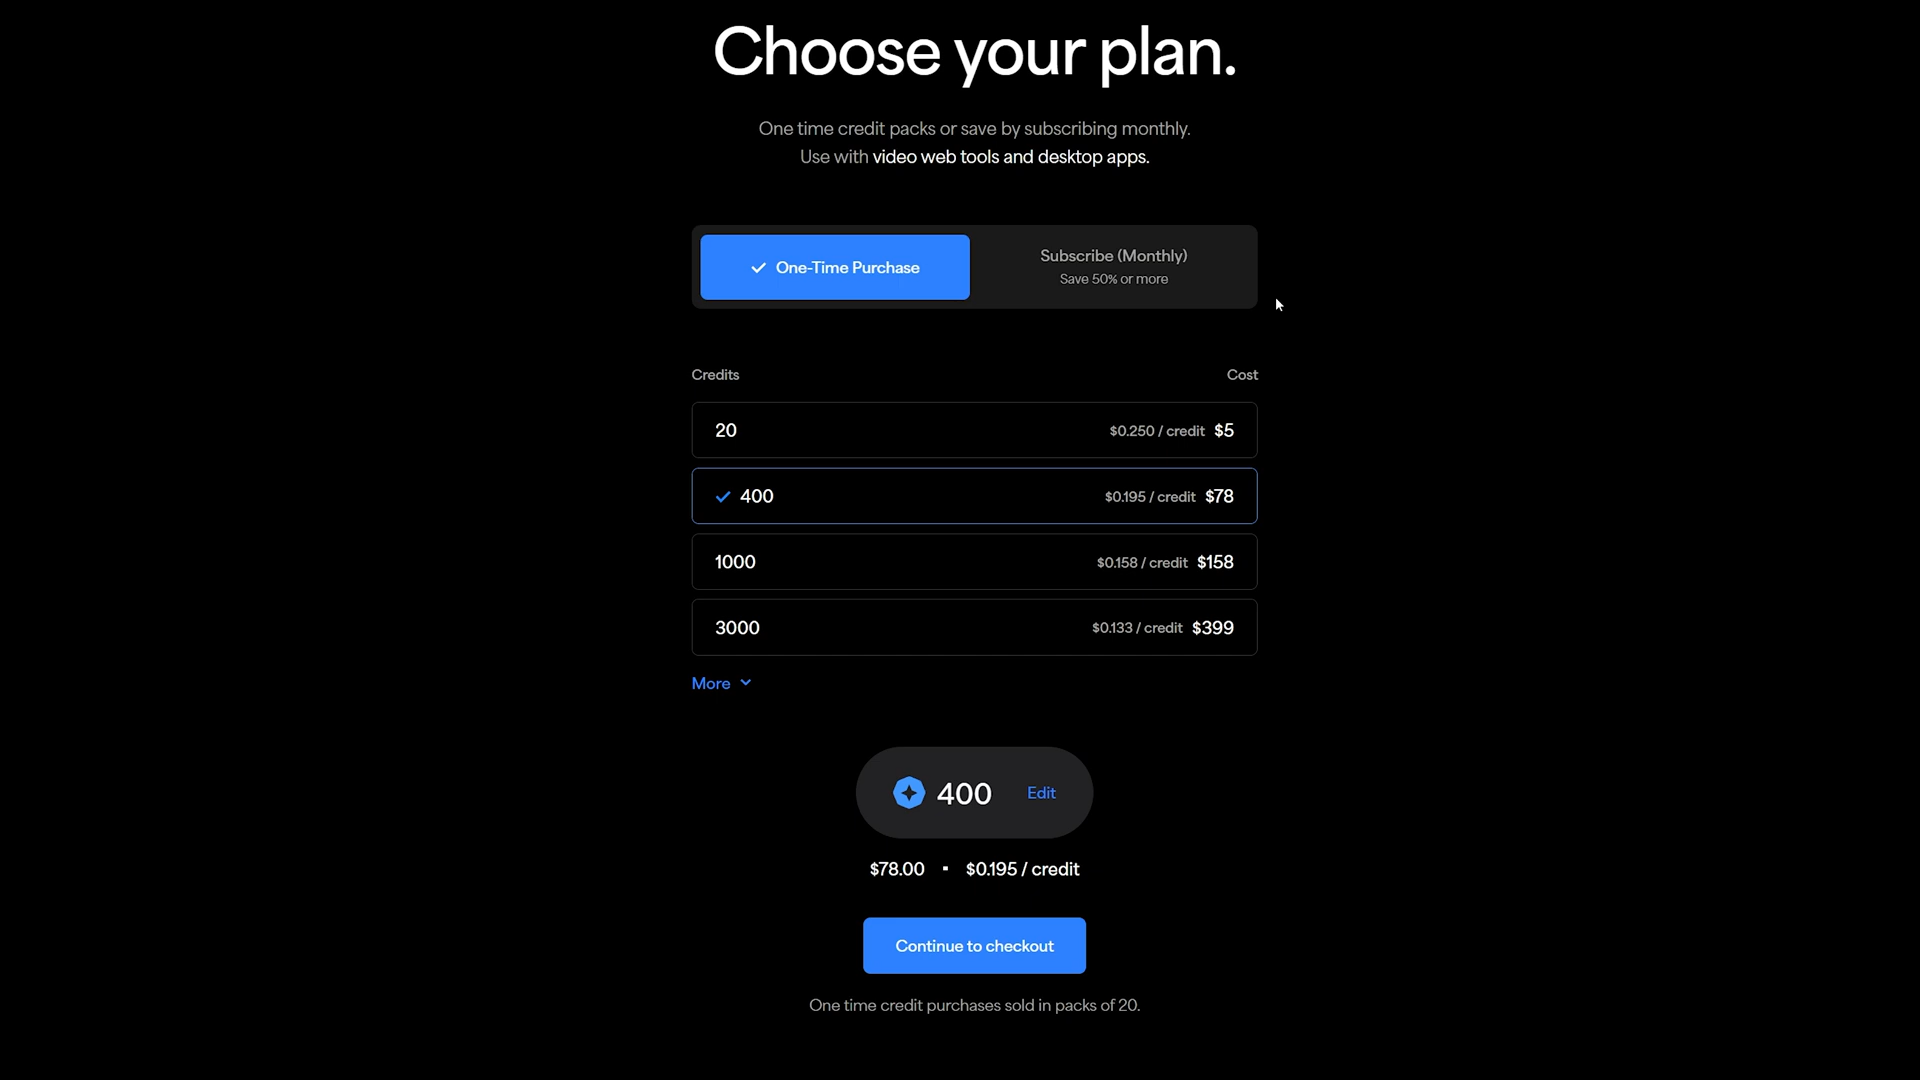 Choose your plan.
One time credit packs or save by subscribing monthly.
Use with video web tools and desktop apps.
One-Time Purchase
Subscribe (Monthly)
Save 50% or more
Credits
Cost
20 $0.250 / credit $5
400 $0.195 / credit $78
1000 $0.158 / credit $158
3000 $0.133 / credit $399
More
400 Edit
$78.00 ▪ $0.195 / credit
Continue to checkout
One time credit purchases sold in packs of 20.